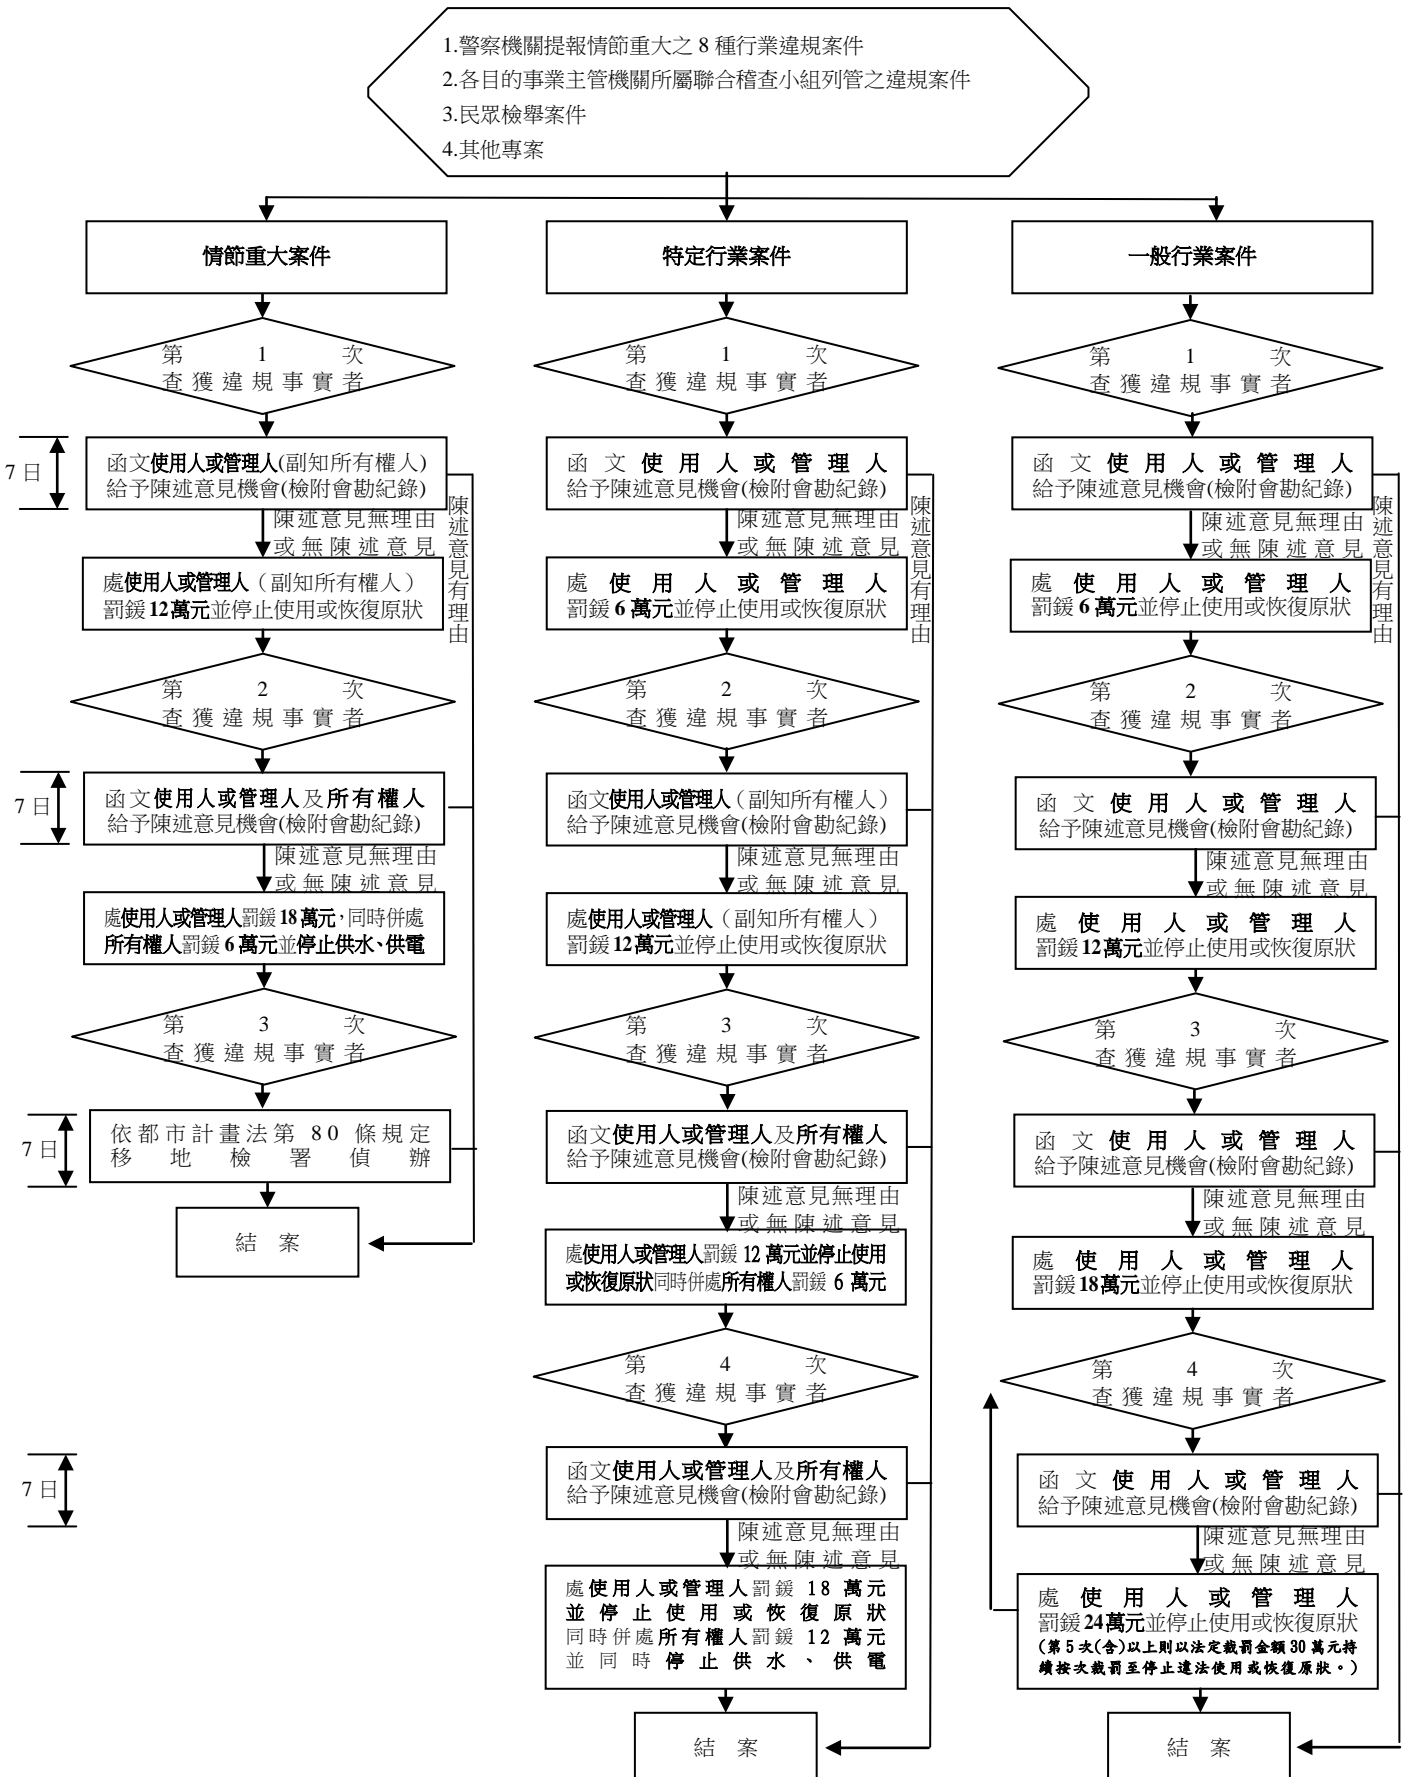 1.警察機關提報情節重大之 8 種行業違規案件
2.各目的事業主管機關所屬聯合稽查小組列管之違規案件
3.民眾檢舉案件
4.其他專案
情節重大案件
第 1 次
查獲違規事實者
7 日
函文使用人或管理人(副知所有權人)
給予陳述意見機會(檢附會勘紀錄)
陳述意見無理由
或無陳述意見
陳述意見有理由
處使用人或管理人（副知所有權人）
罰鍰 12 萬元並停止使用或恢復原狀
第 2 次
查獲違規事實者
7 日
函文使用人或管理人及所有權人
給予陳述意見機會(檢附會勘紀錄)
陳述意見無理由
或無陳述意見
處使用人或管理人罰鍰 18 萬元，同時併處
所有權人罰鍰 6 萬元並停止供水、供電
第 3 次
查獲違規事實者
7 日
依都市計畫法第 80 條規定
移地檢署偵辦
結 案
7 日
特定行業案件
第 1 次
查獲違規事實者
函文使用人或管理人
給予陳述意見機會(檢附會勘紀錄)
陳述意見無理由
或無陳述意見
陳述意見有理由
處使用人或管理人
罰鍰 6 萬元並停止使用或恢復原狀
第 2 次
查獲違規事實者
函文使用人或管理人（副知所有權人）
給予陳述意見機會(檢附會勘紀錄)
陳述意見無理由
或無陳述意見
處使用人或管理人（副知所有權人）
罰鍰 12 萬元並停止使用或恢復原狀
第 3 次
查獲違規事實者
函文使用人或管理人及所有權人
給予陳述意見機會(檢附會勘紀錄)
陳述意見無理由
或無陳述意見
處使用人或管理人罰鍰 12 萬元並停止使用
或恢復原狀同時併處所有權人罰鍰 6 萬元
第 4 次
查獲違規事實者
函文使用人或管理人及所有權人
給予陳述意見機會(檢附會勘紀錄)
陳述意見無理由
或無陳述意見
處使用人或管理人罰鍰 18 萬元
並停止使用或恢復原狀
同時併處所有權人罰鍰 12 萬元
並同時停止供水、供電
結 案
一般行業案件
第 1 次
查獲違規事實者
函文使用人或管理人
給予陳述意見機會(檢附會勘紀錄)
陳述意見無理由
或無陳述意見
陳述意見有理由
處使用人或管理人
罰鍰 6 萬元並停止使用或恢復原狀
第 2 次
查獲違規事實者
函文使用人或管理人
給予陳述意見機會(檢附會勘紀錄)
陳述意見無理由
或無陳述意見
處使用人或管理人
罰鍰 12 萬元並停止使用或恢復原狀
第 3 次
查獲違規事實者
函文使用人或管理人
給予陳述意見機會(檢附會勘紀錄)
陳述意見無理由
或無陳述意見
處使用人或管理人
罰鍰 18 萬元並停止使用或恢復原狀
第 4 次
查獲違規事實者
函文使用人或管理人
給予陳述意見機會(檢附會勘紀錄)
陳述意見無理由
或無陳述意見
處使用人或管理人
罰鍰 24 萬元並停止使用或恢復原狀
(第 5 次(含)以上則以法定裁罰金額 30 萬元持
續按次裁罰至停止違法使用或恢復原狀。)
結 案